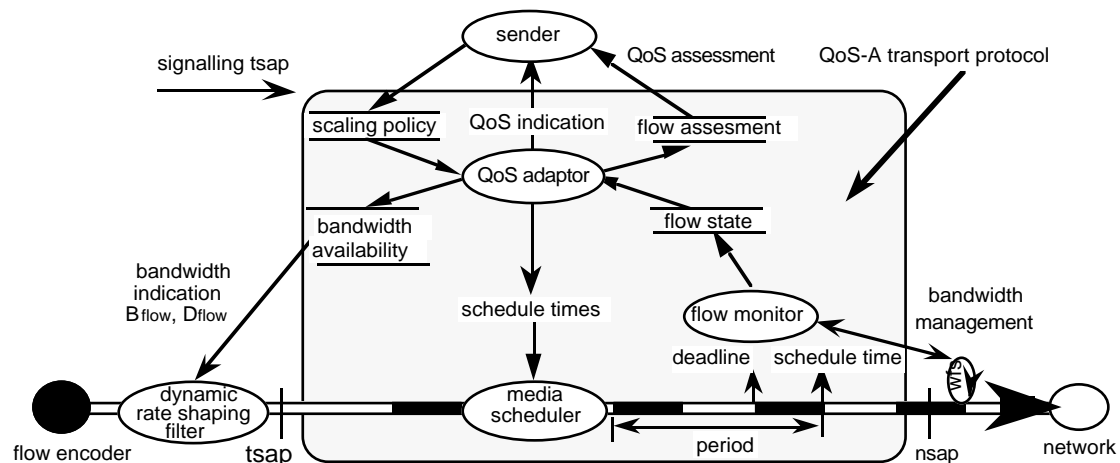 sender
QoS assessment
QoS-A transport protocol
signalling tsap
scaling policy
QoS indication
flow assesment
QoS adaptor
bandwidth
availability
flow state
bandwidth
indication
Bflow, Dflow
schedule times
flow monitor
bandwidth
management
deadline
schedule time
wfs
dynamic
rate shaping
filter
media
scheduler
flow encoder
tsap
period
nsap
network